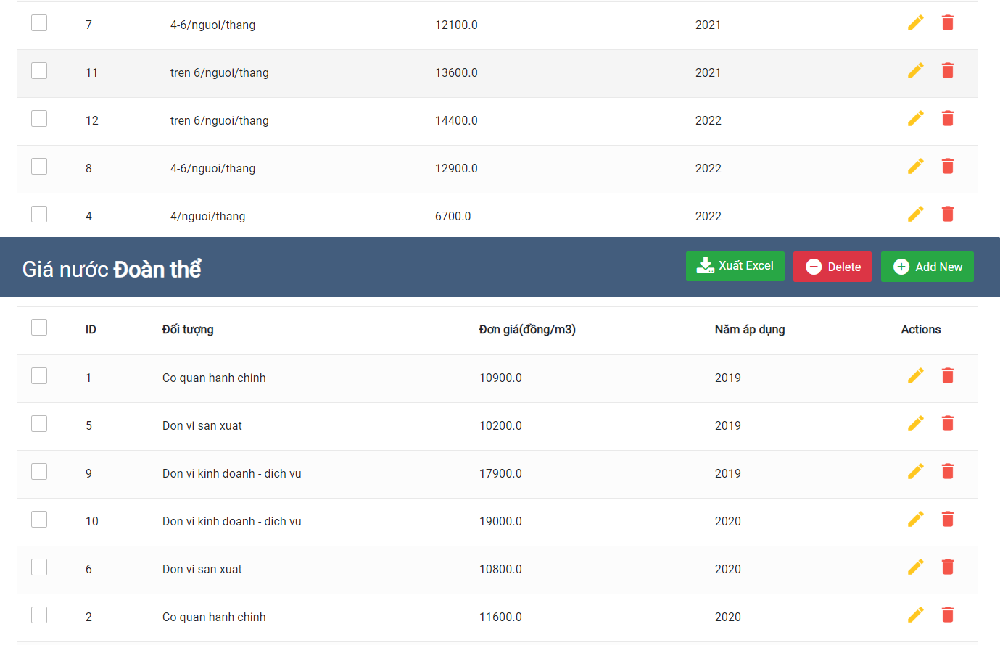 7 4-6/nguoi/thang 12100.0 2021
11 tren 6/nguoi/thang 13600.0 2021
12 tren 6/nguoi/thang 14400.0 2022
8 4-6/nguoi/thang 12900.0 2022
4 4/nguoi/thang 6700.0 2022
Giá nước Đoàn thể Xuất Excel Delete Add New
ID Đối tượng Đơn giá(đồng/m3) Năm áp dụng Actions
1 Co quan hanh chinh 10900.0 2019
5 Don vi san xuat 10200.0 2019
9 Don vi kinh doanh - dich vu 17900.0 2019
10 Don vi kinh doanh - dich vu 19000.0 2020
6 Don vi san xuat 10800.0 2020
2 Co quan hanh chinh 11600.0 2020